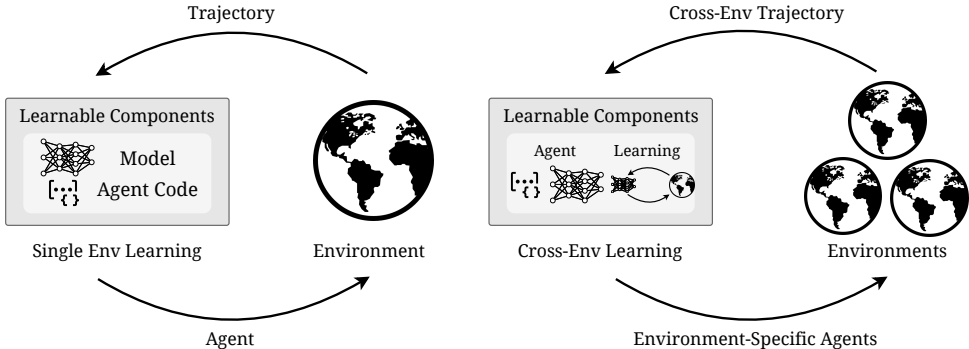 Trajectory
Learnable Components
Model
Agent Code
Single Env Learning
Environment
Agent
Cross-Env Trajectory
Learnable Components
Agent
Learning
Cross-Env Learning
Environments
Environment-Specific Agents